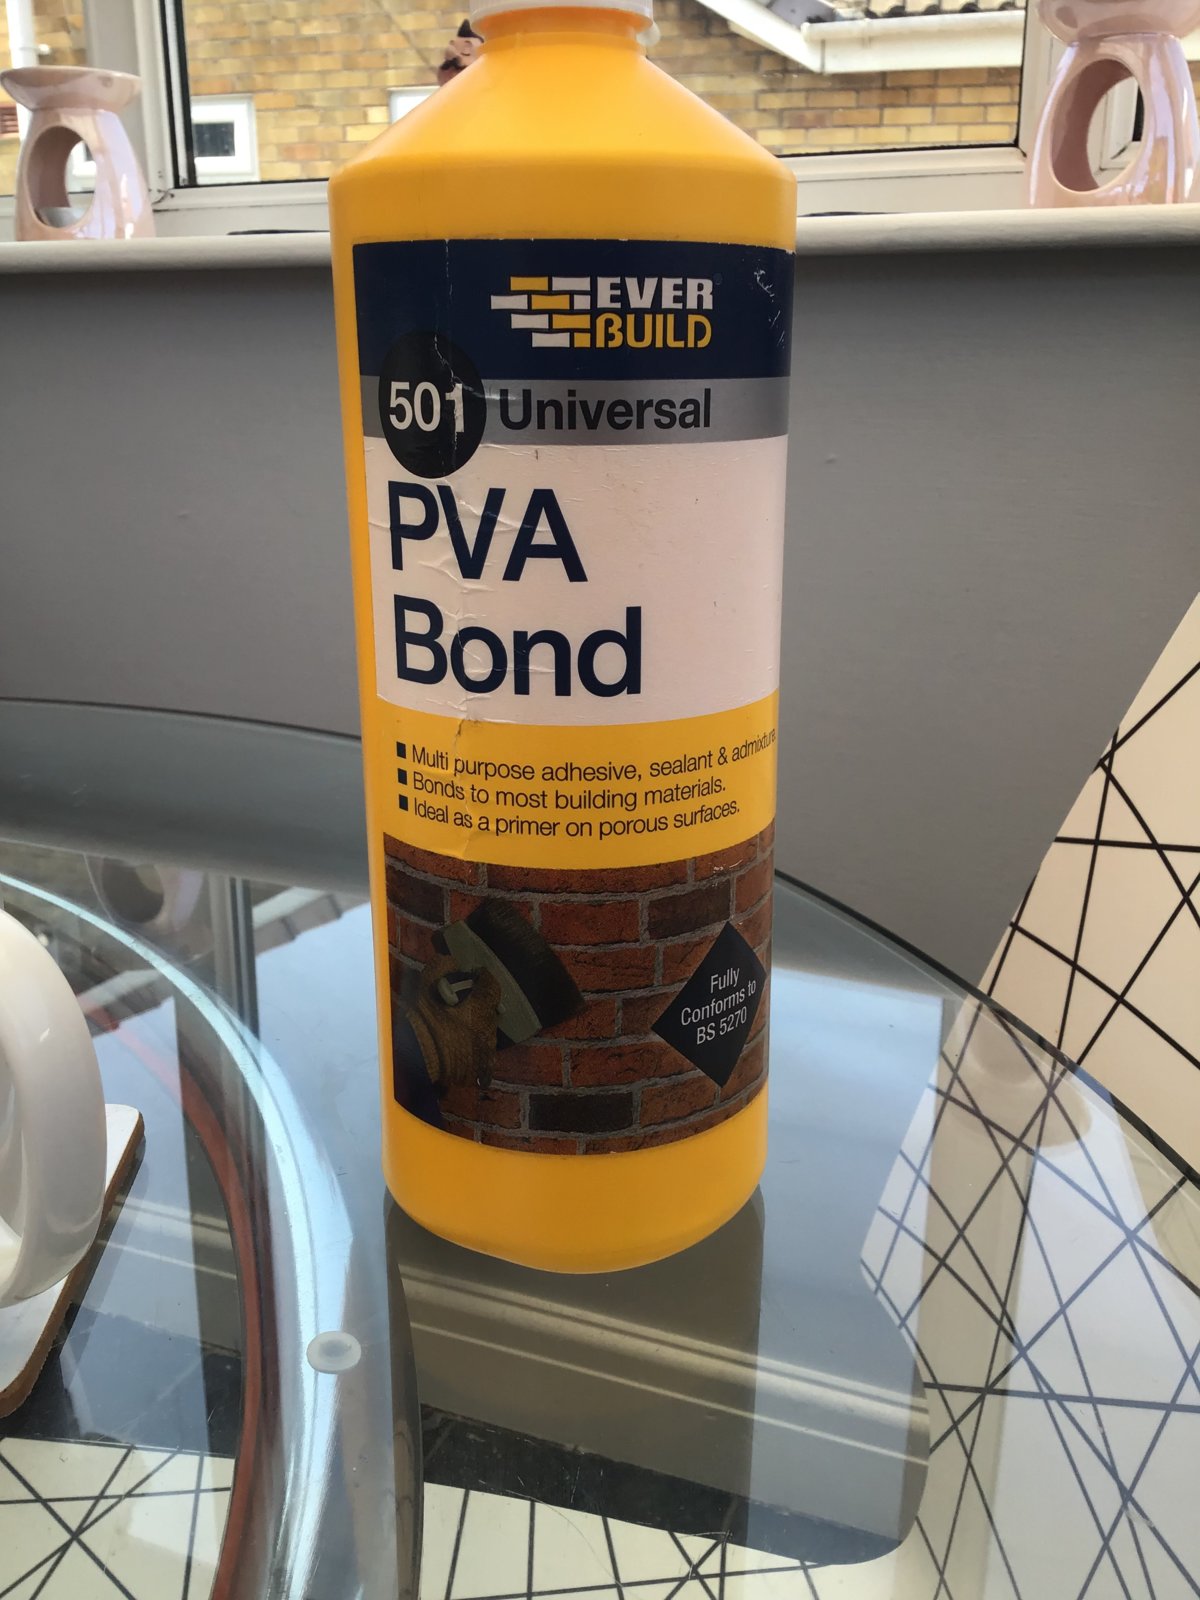 EVER
BUILD
501 Universal
PVA
Bond
Multi purpose adhesive, sealant & admixture.
Bonds to most building materials.
Ideal as a primer on porous surfaces.
Fully
Conforms to
BS 5270